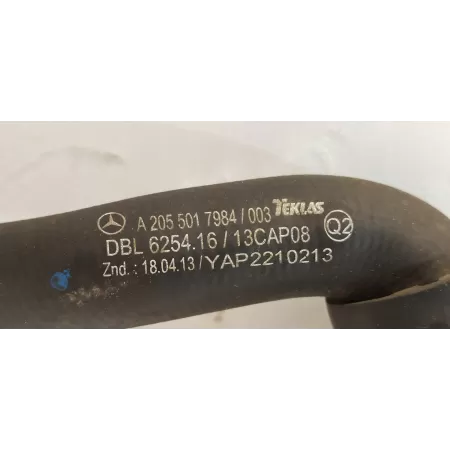 A 205 501 7984 / 003 TEKLAS
DBL 6254.16 / 13CAP08 Q2
Znd.: 18.04.13 / YAP2210213